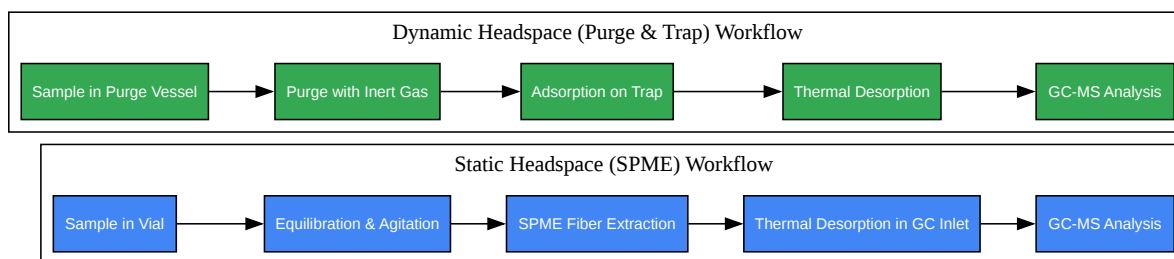 Dynamic Headspace (Purge & Trap) Workflow
Sample in Purge Vessel
Purge with Inert Gas
Adsorption on Trap
Thermal Desorption
GC-MS Analysis
Static Headspace (SPME) Workflow
Sample in Vial
Equilibration & Agitation
SPME Fiber Extraction
Thermal Desorption in GC Inlet
GC-MS Analysis